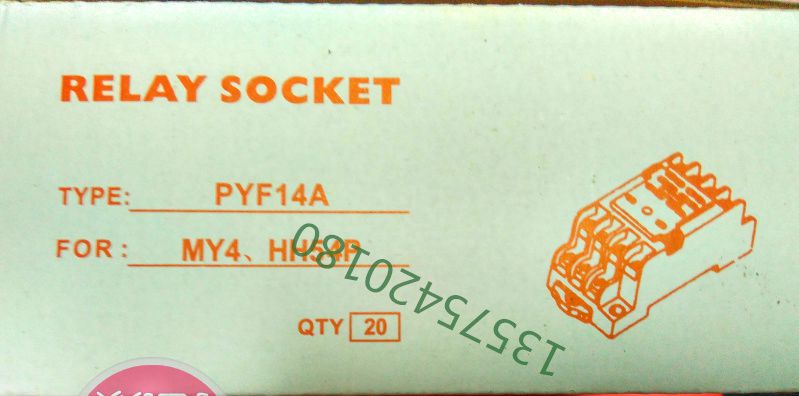 RELAY SOCKET
TYPE: PYF14A
FOR: MY4、HH54P
QTY 20
13575420180